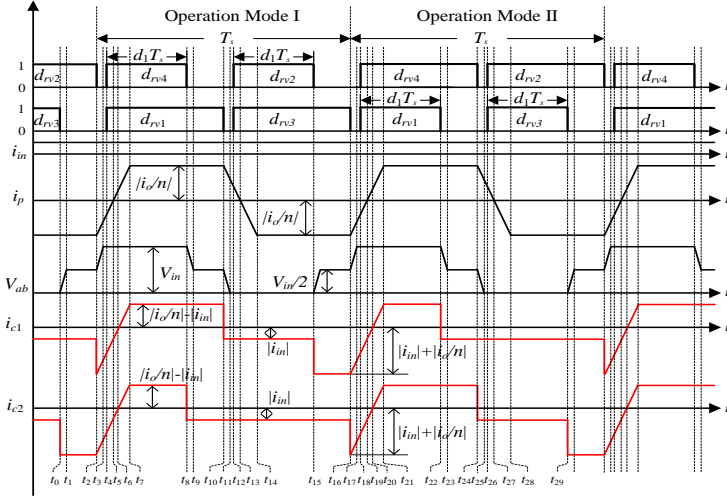 Operation Mode I
Operation Mode II
T_s
T_s
d_1T_s
d_1T_s
1
0
d_rv2
d_rv4
d_rv2
d_rv4
d_rv2
d_rv4
t
d_1T_s
d_1T_s
1
0
d_rv3
d_rv1
d_rv3
d_rv1
d_rv3
d_rv1
t
i_in
t
|i_o/n|
i_p
|i_o/n|
t
V_ab
V_in
V_in/2
t
i_c1
|i_o/n|-|i_in|
|i_in|
|i_in|+|i_o/n|
t
|i_o/n|-|i_in|
|i_in|
i_c2
|i_in|+|i_o/n|
t
t_0 t_1 t_2 t_3 t_4 t_5 t_6 t_7 t_8 t_9 t_10 t_11 t_12 t_13 t_14 t_15 t_16 t_17 t_18 t_19 t_20 t_21 t_22 t_23 t_24 t_25 t_26 t_27 t_28 t_29